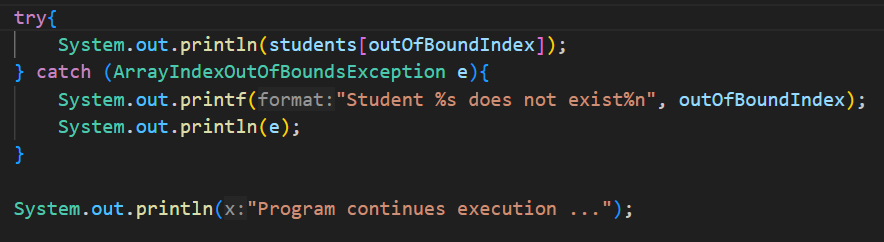 try{
System.out.println(students[outOfBoundIndex]);
} catch (ArrayIndexOutOfBoundsException e){
System.out.printf(format:"Student %s does not exist%n", outOfBoundIndex);
System.out.println(e);
}
System.out.println(x:"Program continues execution ...");